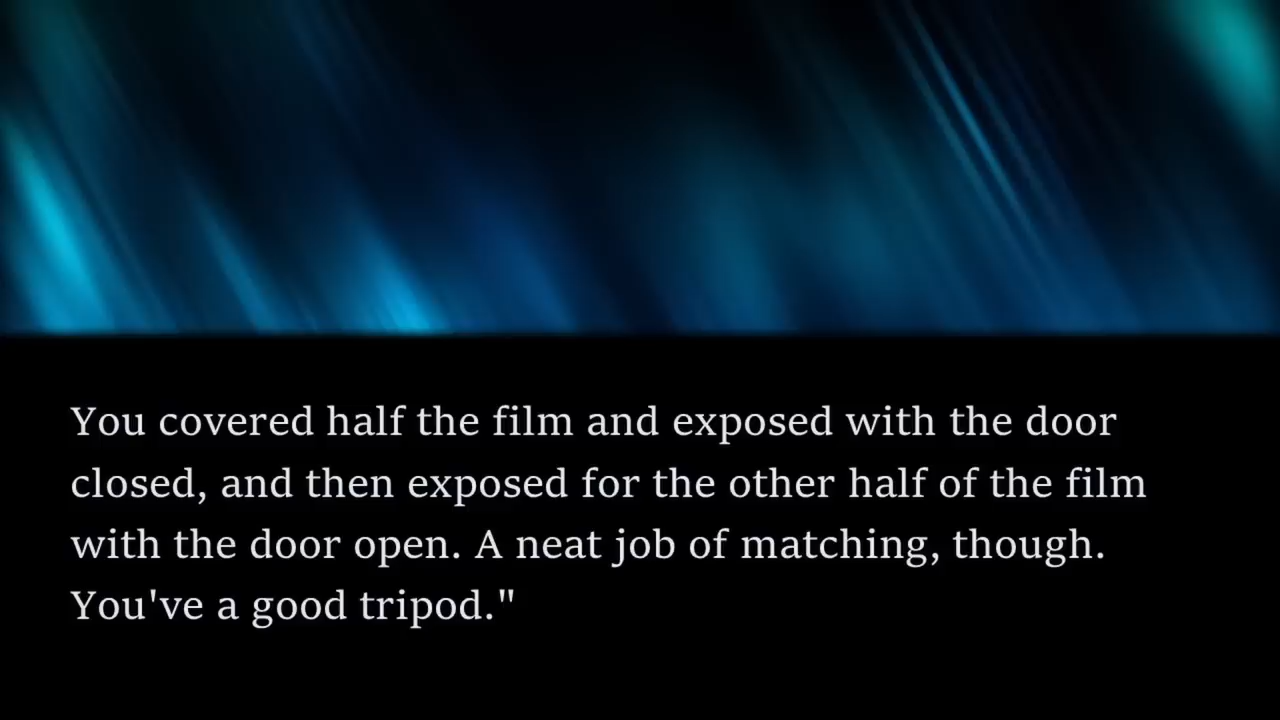 You covered half the film and exposed with the door
closed, and then exposed for the other half of the film
with the door open. A neat job of matching, though.
You've a good tripod."